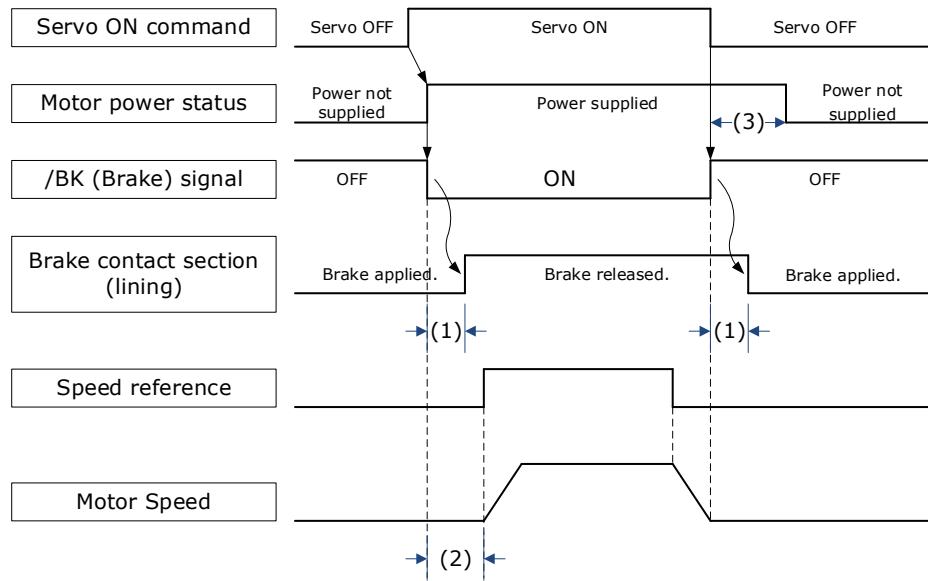 Servo ON command
Servo OFF
Servo ON
Servo OFF
Motor power status
Power not
supplied
Power supplied
(3)
Power not
supplied
/BK (Brake) signal
OFF
ON
OFF
Brake contact section
(lining)
Brake applied.
Brake released.
Brake applied.
(1)
(1)
Speed reference
Motor Speed
(2)